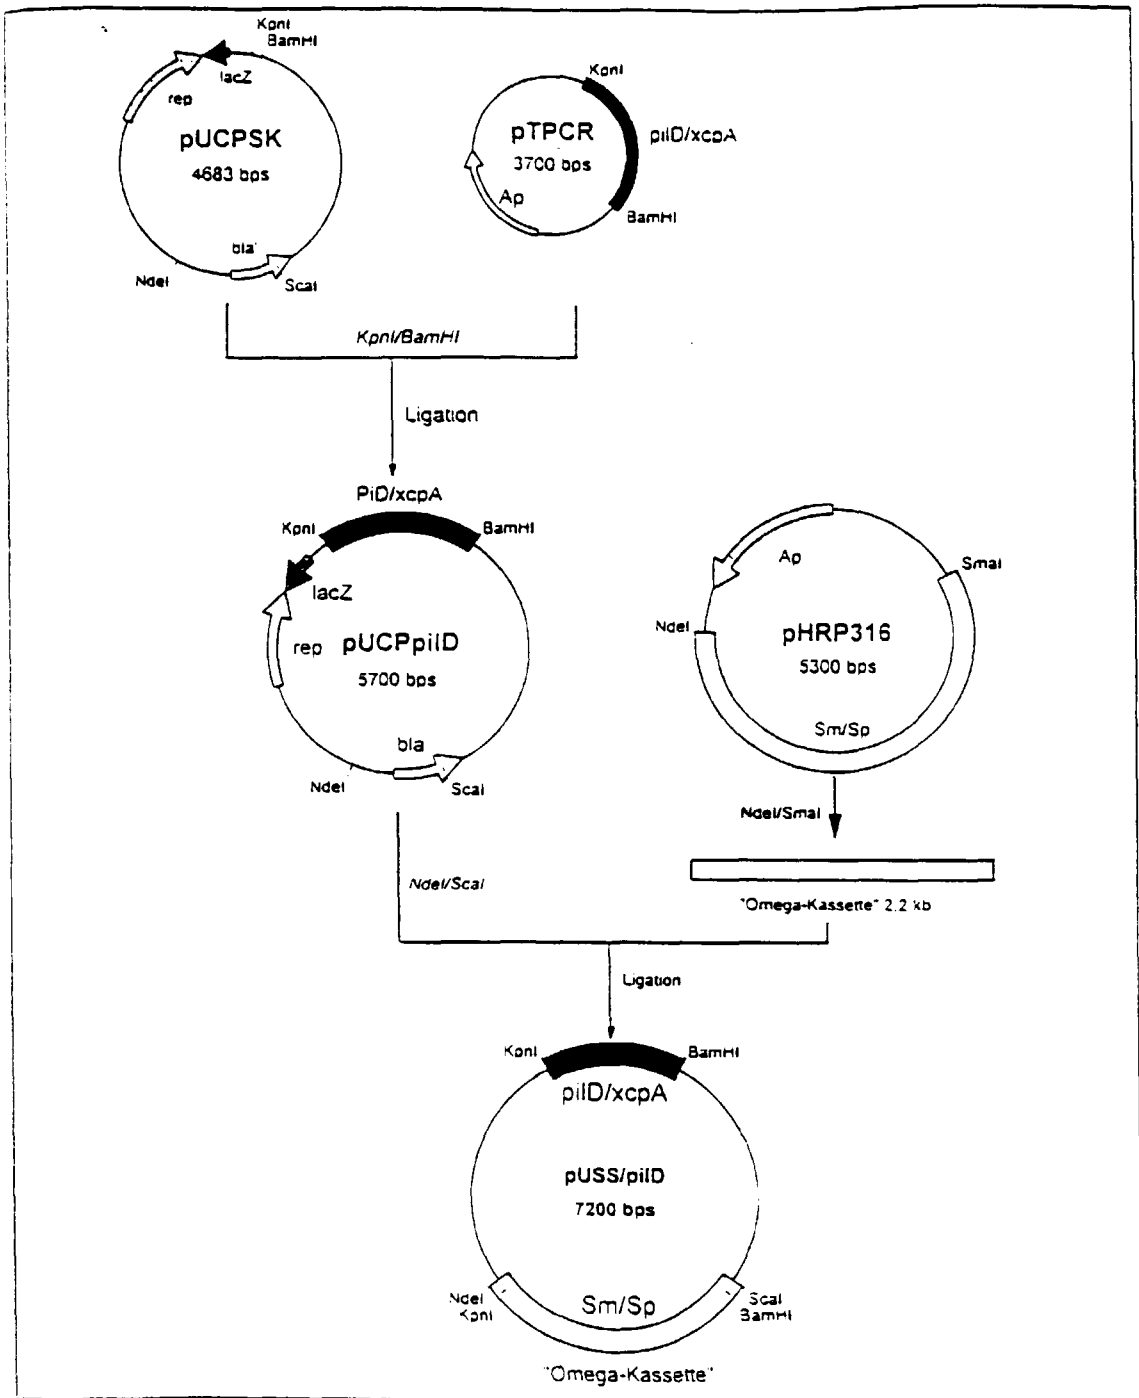 KpnI
BamHI
lacZ
rep
pUCPSK
4683 bps
bla'
NdeI
ScaI
KpnI
pTPCR
3700 bps
pilD/xcpA
Ap
BamHI
KpnI/BamHI
Ligation
PilD/xcpA
KpnI
BamHI
lacZ
rep
pUCPpilD
5700 bps
bla
NdeI
ScaI
Ap
SmaI
NdeI
pHRP316
5300 bps
Sm/Sp
NdeI/SmaI
NdeI/ScaI
"Omega-Kassette" 2.2 kb
Ligation
KpnI
BamHI
pilD/xcpA
pUSS/pilD
7200 bps
NdeI
KpnI
Sm/Sp
ScaI
BamHI
"Omega-Kassette"